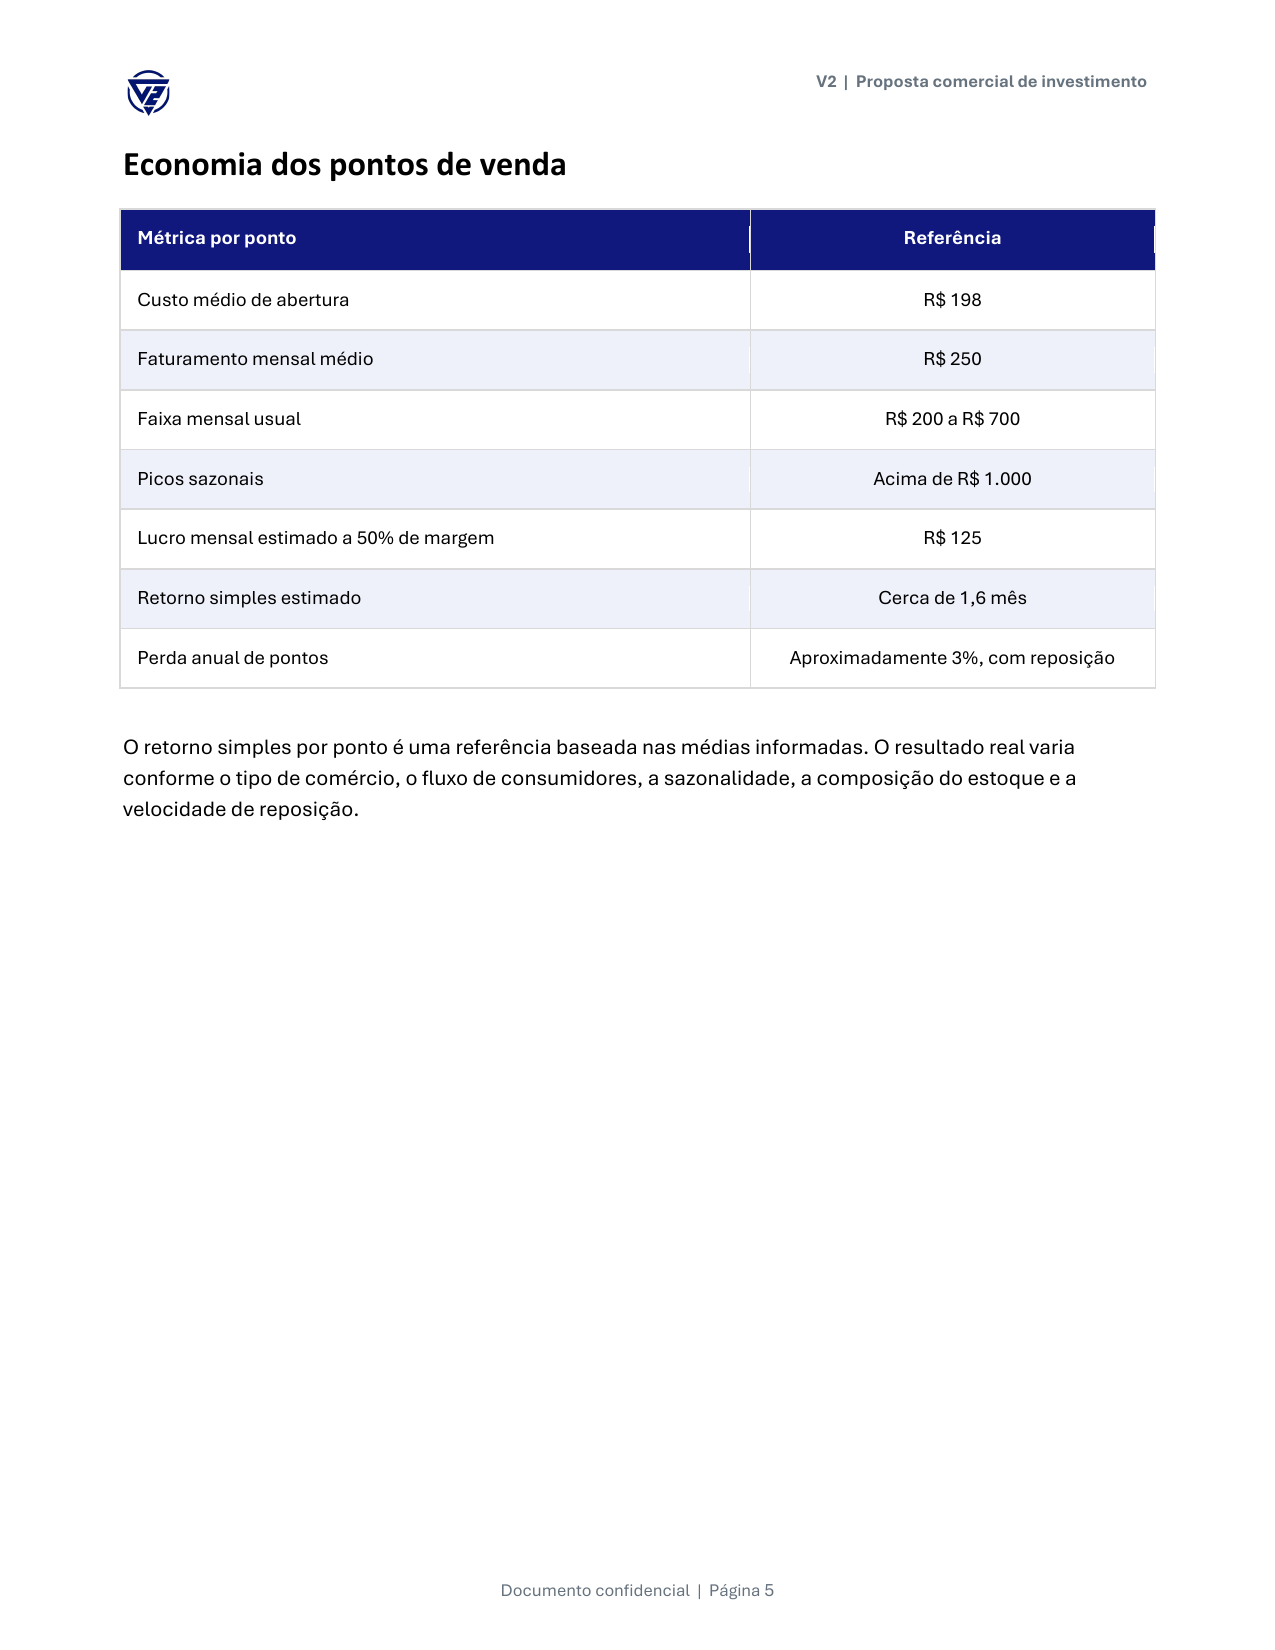 V2
V2 | Proposta comercial de investimento
Economia dos pontos de venda
Métrica por ponto Referência
Custo médio de abertura R$ 198
Faturamento mensal médio R$ 250
Faixa mensal usual R$ 200 a R$ 700
Picos sazonais Acima de R$ 1.000
Lucro mensal estimado a 50% de margem R$ 125
Retorno simples estimado Cerca de 1,6 mês
Perda anual de pontos Aproximadamente 3%, com reposição
O retorno simples por ponto é uma referência baseada nas médias informadas. O resultado real varia
conforme o tipo de comércio, o fluxo de consumidores, a sazonalidade, a composição do estoque e a
velocidade de reposição.
Documento confidencial | Página 5